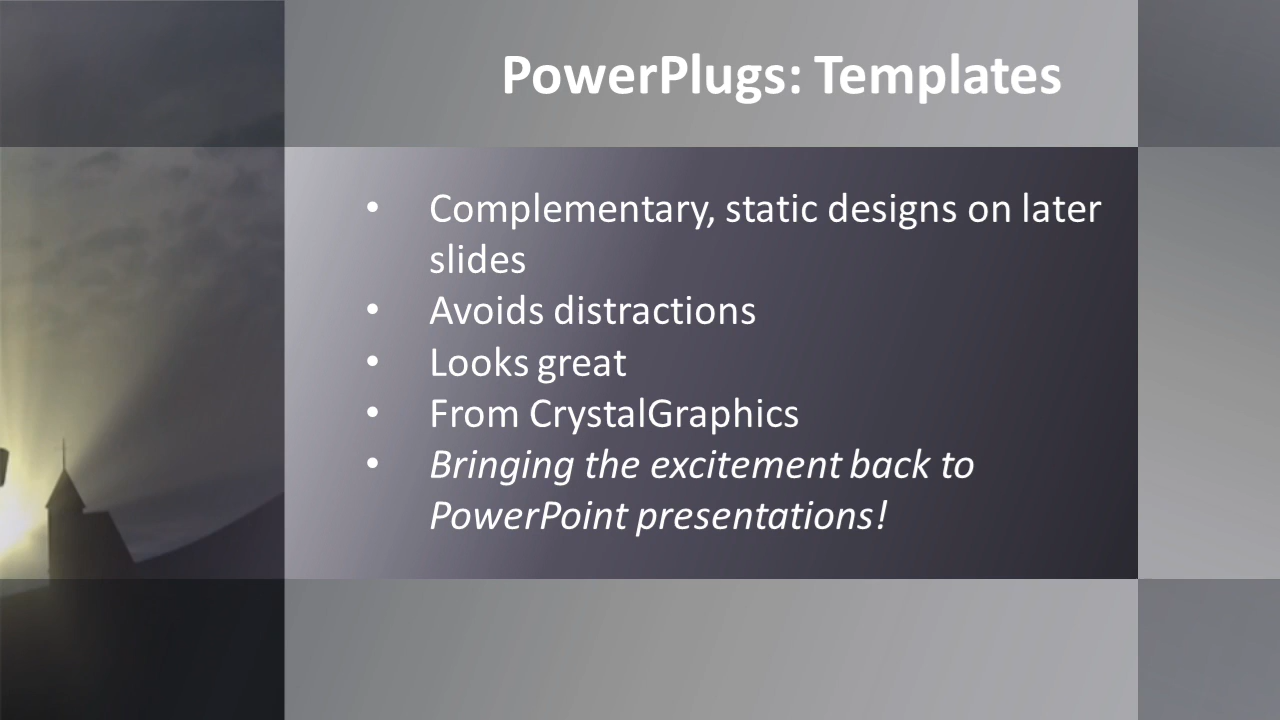 PowerPlugs: Templates
• Complementary, static designs on later
slides
• Avoids distractions
• Looks great
• From CrystalGraphics
• Bringing the excitement back to
PowerPoint presentations!